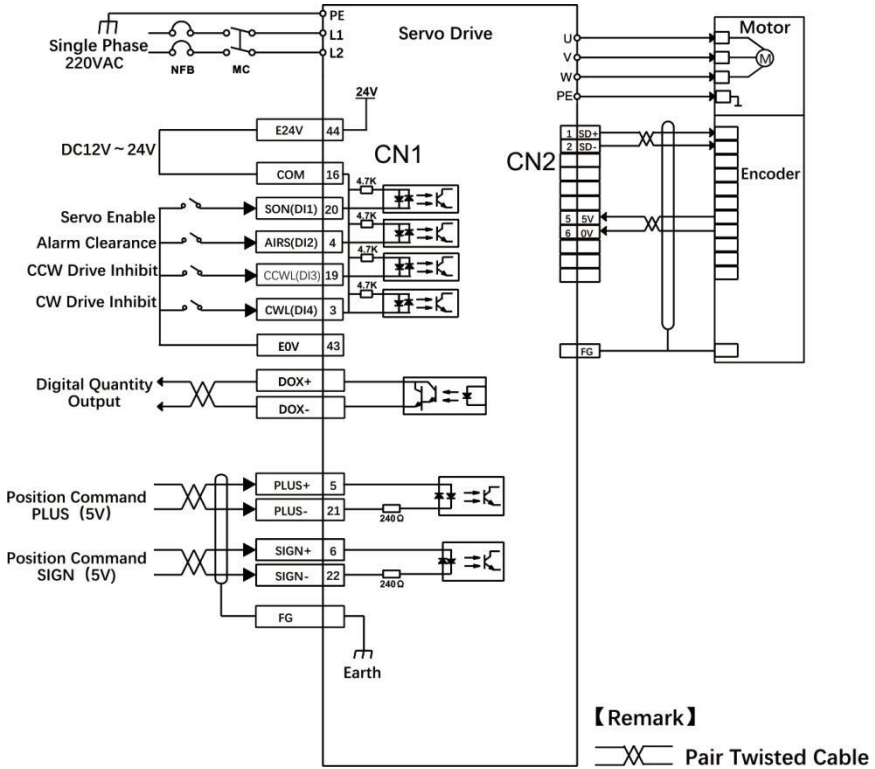 PE
L1
L2
Single Phase
220VAC
NFB
MC
Servo Drive
U
V
W
PE
Motor
M
24V
E24V 44
DC12V ~ 24V
COM 16
CN1
4.7K
Servo Enable
SON(DI1) 20
4.7K
Alarm Clearance
AIRS(DI2) 4
4.7K
CCW Drive Inhibit
CCWL(DI3) 19
4.7K
CW Drive Inhibit
CWL(DI4) 3
E0V 43
CN2
1 SD+
2 SD-
5 5V
6 0V
FG
Encoder
Digital Quantity
Output
DOX+
DOX-
Position Command
PLUS (5V)
PLUS+ 5
PLUS- 21
240Ω
Position Command
SIGN (5V)
SIGN+ 6
SIGN- 22
240Ω
FG
Earth
【Remark】
Pair Twisted Cable